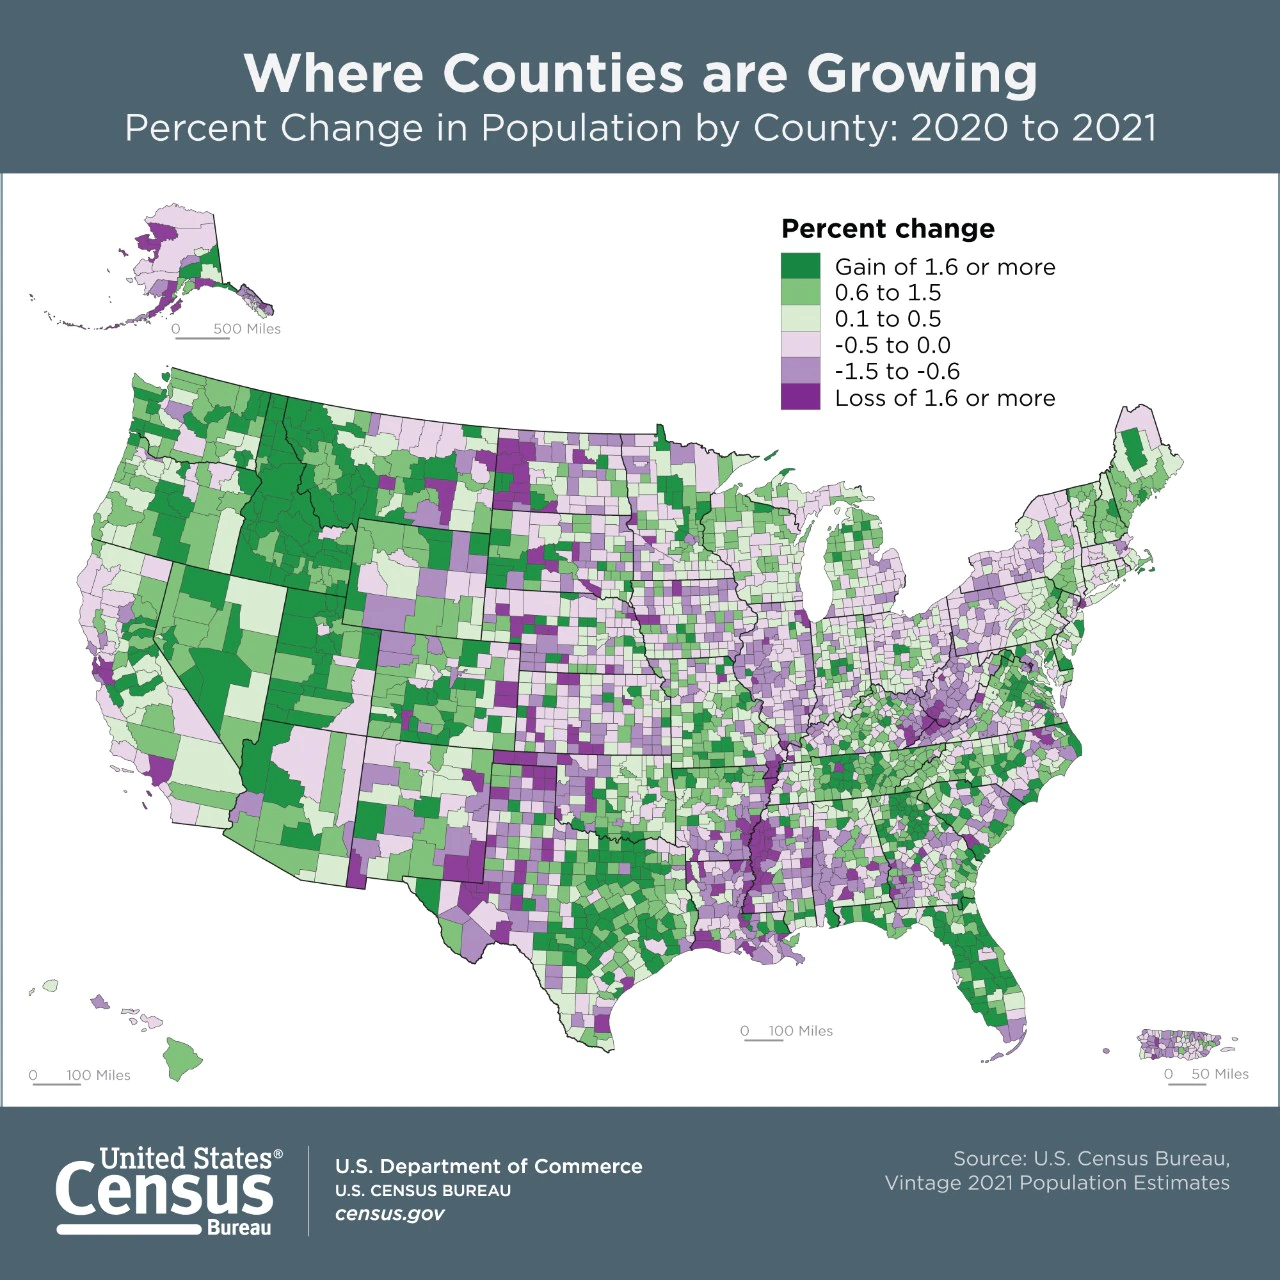 Where Counties are Growing
Percent Change in Population by County: 2020 to 2021
Percent change
Gain of 1.6 or more
0.6 to 1.5
0.1 to 0.5
-0.5 to 0.0
-1.5 to -0.6
Loss of 1.6 or more
0 500 Miles
0 100 Miles
0 100 Miles
0 50 Miles
United States®
Census
Bureau
U.S. Department of Commerce
U.S. CENSUS BUREAU
census.gov
Source: U.S. Census Bureau,
Vintage 2021 Population Estimates